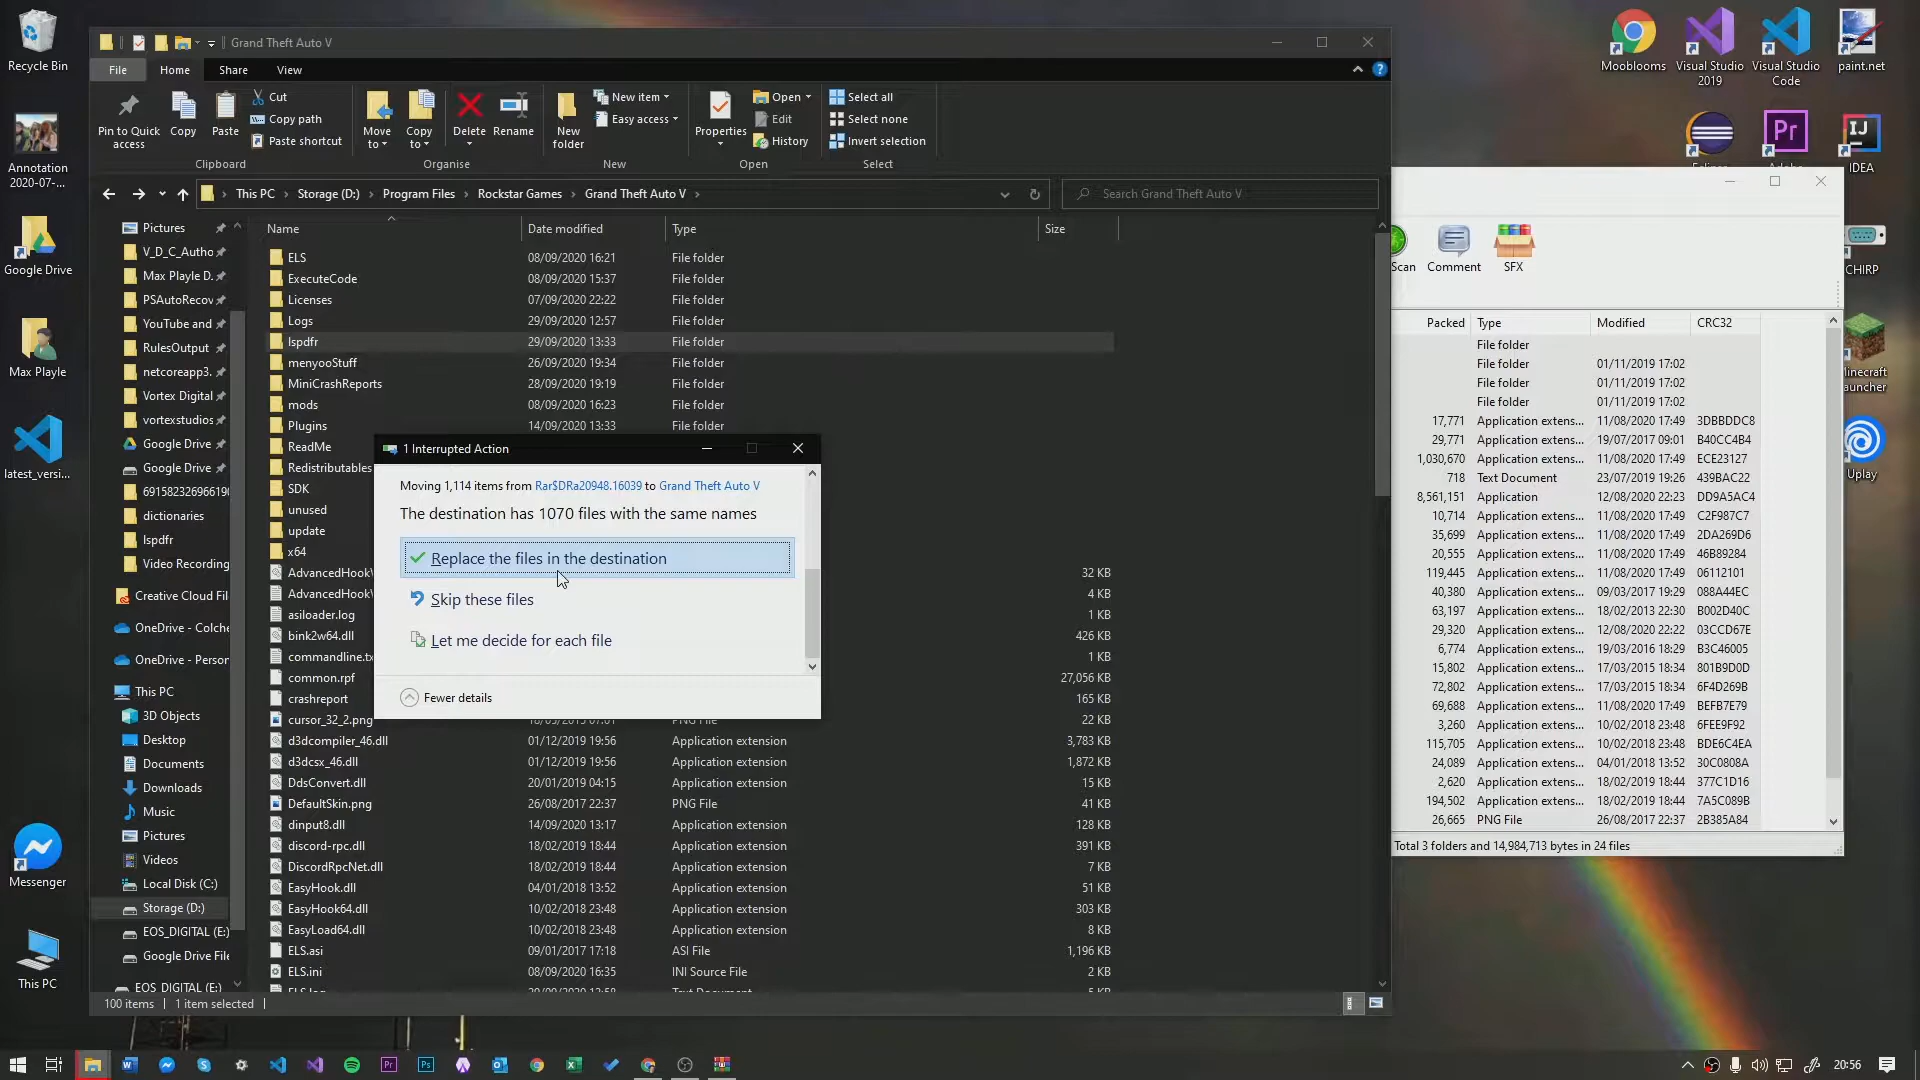 Recycle Bin
Annotation
2020-07-...
Google Drive
Max Playle
latest_versi...
Messenger
This PC
Grand Theft Auto V
File
Home
Share
View
Pin to Quick
access
Copy
Paste
Cut
Copy path
Paste shortcut
Clipboard
Move
to
Copy
to
Delete
Rename
Organise
New
folder
New item
Easy access
New
Properties
Open
Edit
History
Open
Select all
Select none
Invert selection
Select
This PC > Storage (D:) > Program Files > Rockstar Games > Grand Theft Auto V >
Search Grand Theft Auto V
Pictures
V_D_C_Autho
Max Playle D.
PSAutoRecov
YouTube and
RulesOutput
netcoreapp3.
Vortex Digital
vortexstudios
Google Drive
Google Drive
6915823269661​90
dictionaries
lspdfr
Video Recording
Creative Cloud Fil
OneDrive - Colche
OneDrive - Person
This PC
3D Objects
Desktop
Documents
Downloads
Music
Pictures
Videos
Local Disk (C:)
Storage (D:)
EOS_DIGITAL (E:)
Google Drive File
EOS_DIGITAL (E:)
Name Date modified Type Size
ELS 08/09/2020 16:21 File folder
ExecuteCode 08/09/2020 15:37 File folder
Licenses 07/09/2020 22:22 File folder
Logs 29/09/2020 12:57 File folder
lspdfr 29/09/2020 13:33 File folder
menyooStuff 26/09/2020 19:34 File folder
MiniCrashReports 28/09/2020 19:19 File folder
mods 08/09/2020 16:23 File folder
Plugins 14/09/2020 13:33 File folder
ReadMe
Redistributables
SDK
unused
update
x64
AdvancedHookV 32 KB
AdvancedHookV 4 KB
asiloader.log 1 KB
bink2w64.dll 426 KB
commandline.tx 1 KB
common.rpf 27,056 KB
crashreport 165 KB
cursor_32_2.png PNG File 22 KB
d3dcompiler_46.dll 01/12/2019 19:56 Application extension 3,783 KB
d3dcsx_46.dll 01/12/2019 19:56 Application extension 1,872 KB
DdsConvert.dll 20/01/2019 04:15 Application extension 15 KB
DefaultSkin.png 26/08/2017 22:37 PNG File 41 KB
dinput8.dll 14/09/2020 13:17 Application extension 128 KB
discord-rpc.dll 18/02/2019 18:44 Application extension 391 KB
DiscordRpcNet.dll 18/02/2019 18:44 Application extension 7 KB
EasyHook.dll 04/01/2018 13:52 Application extension 51 KB
EasyHook64.dll 10/02/2018 23:48 Application extension 303 KB
EasyLoad64.dll 10/02/2018 23:48 Application extension 8 KB
ELS.asi 09/01/2017 17:18 ASI File 1,196 KB
ELS.ini 08/09/2020 16:35 INI Source File 2 KB
100 items 1 item selected
1 Interrupted Action
Moving 1,114 items from Rar$DRa20948.16039 to Grand Theft Auto V
The destination has 1070 files with the same names
Replace the files in the destination
Skip these files
Let me decide for each file
Fewer details
Mooblooms
Visual Studio
2019
Visual Studio
Code
paint.net
IDEA
CHIRP
Minecraft
auncher
Uplay
Scan
Comment
SFX
Packed Type Modified CRC32
File folder
File folder 01/11/2019 17:02
File folder 01/11/2019 17:02
File folder 01/11/2019 17:02
17,771 Application extens... 11/08/2020 17:49 3DBBDDC8
29,771 Application extens... 19/07/2017 09:01 B40CC4B4
1,030,670 Application extens... 11/08/2020 17:49 ECE23127
718 Text Document 23/07/2019 19:26 439BAC22
8,561,151 Application 12/08/2020 22:23 DD9A5AC4
10,714 Application extens... 11/08/2020 17:49 C2F987C7
35,699 Application extens... 11/08/2020 17:49 2DA269D6
20,555 Application extens... 11/08/2020 17:49 46B89284
119,445 Application extens... 11/08/2020 17:49 06112101
40,380 Application extens... 09/03/2017 19:29 088A44EC
63,197 Application extens... 18/02/2013 22:30 B002D40C
29,320 Application extens... 12/08/2020 22:22 03CCD67E
6,774 Application extens... 19/03/2016 18:29 B3C46005
15,802 Application extens... 17/03/2015 18:34 801B9D0D
72,802 Application extens... 17/03/2015 18:34 6F4D269B
69,688 Application extens... 11/08/2020 17:49 BEFB7E79
3,260 Application extens... 10/02/2018 23:48 6FEE9F92
115,705 Application extens... 10/02/2018 23:48 BDE6C4EA
24,089 Application extens... 04/01/2018 13:52 30C0808A
2,620 Application extens... 18/02/2019 18:44 377C1D16
194,502 Application extens... 18/02/2019 18:44 7A5C089B
26,665 PNG File 26/08/2017 22:37 2B385A84
Total 3 folders and 14,984,713 bytes in 24 files
20:56